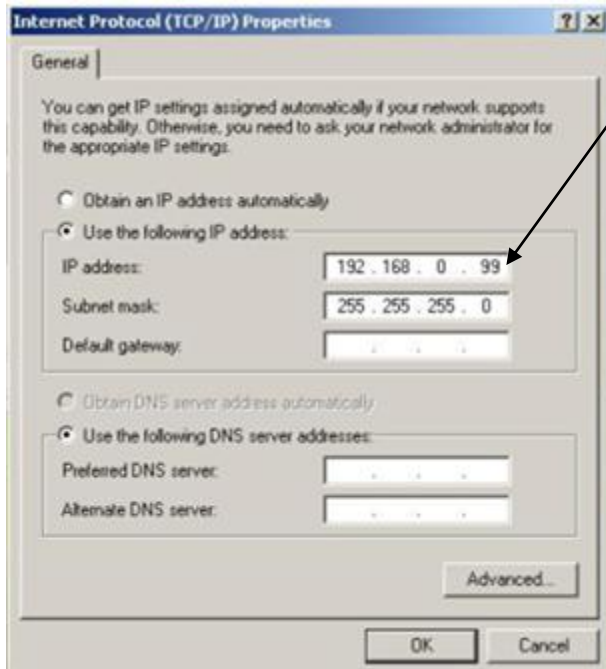 Internet Protocol (TCP/IP) Properties
General
You can get IP settings assigned automatically if your network supports
this capability. Otherwise, you need to ask your network administrator for
the appropriate IP settings.
Obtain an IP address automatically
Use the following IP address:
IP address: 192 . 168 . 0 . 99
Subnet mask: 255 . 255 . 255 . 0
Default gateway: . . .
Obtain DNS server address automatically
Use the following DNS server addresses:
Preferred DNS server: . . .
Alternate DNS server: . . .
Advanced...
OK Cancel